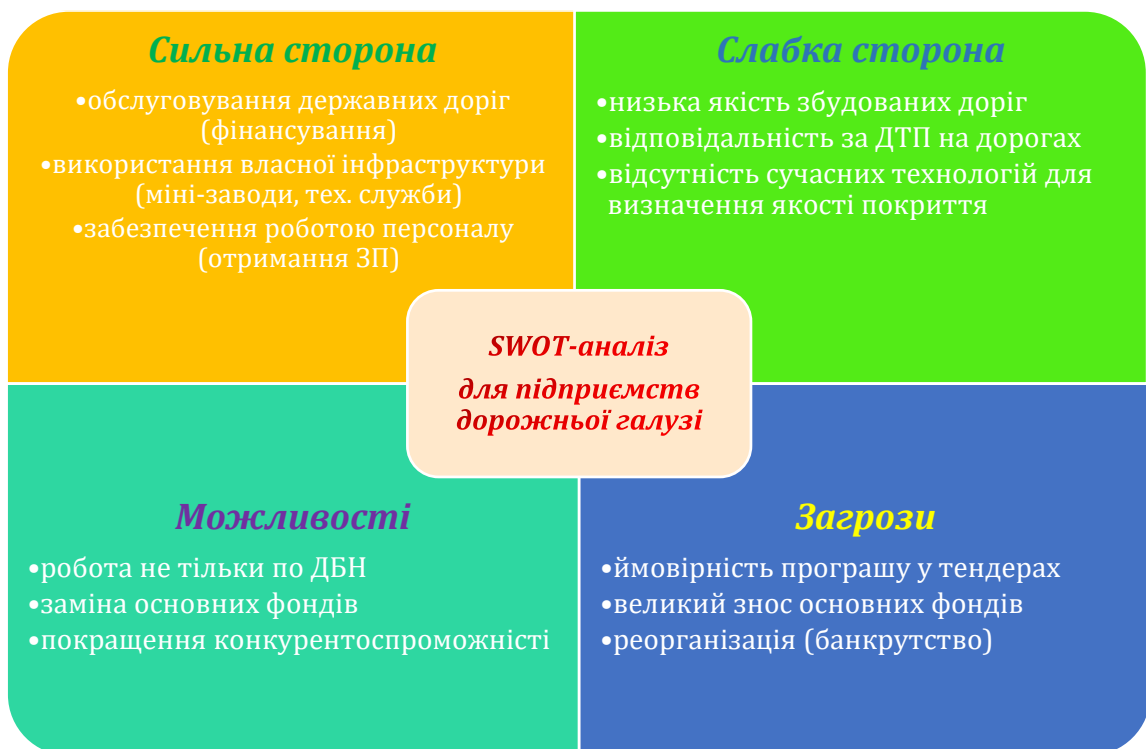 Сильна сторона
•обслуговування державних доріг
(фінансування)
•використання власної інфраструктури
(міні-заводи, тех. служби)
•забезпечення роботою персоналу
(отримання ЗП)
Слабка сторона
•низька якість збудованих доріг
•відповідальність за ДТП на дорогах
•відсутність сучасних технологій для
визначення якості покриття
SWOT-аналіз
для підприємств
дорожньої галузі
Можливості
•робота не тільки по ДБН
•заміна основних фондів
•покращення конкурентоспроможністі
Загрози
•ймовірність програшу у тендерах
•великий знос основних фондів
•реорганізація (банкрутство)